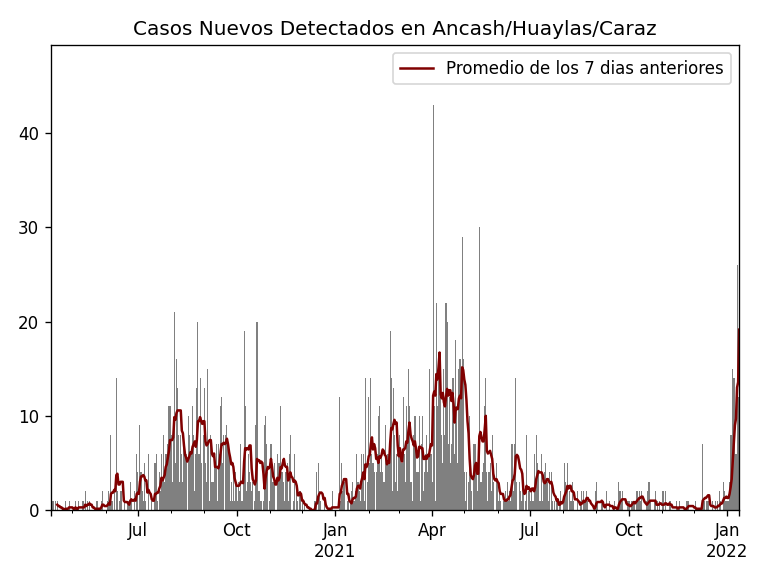 Casos Nuevos Detectados en Ancash/Huaylas/Caraz
Promedio de los 7 dias anteriores
40
30
20
10
0
Jul Oct Jan Apr Jul Oct Jan
2021 2022